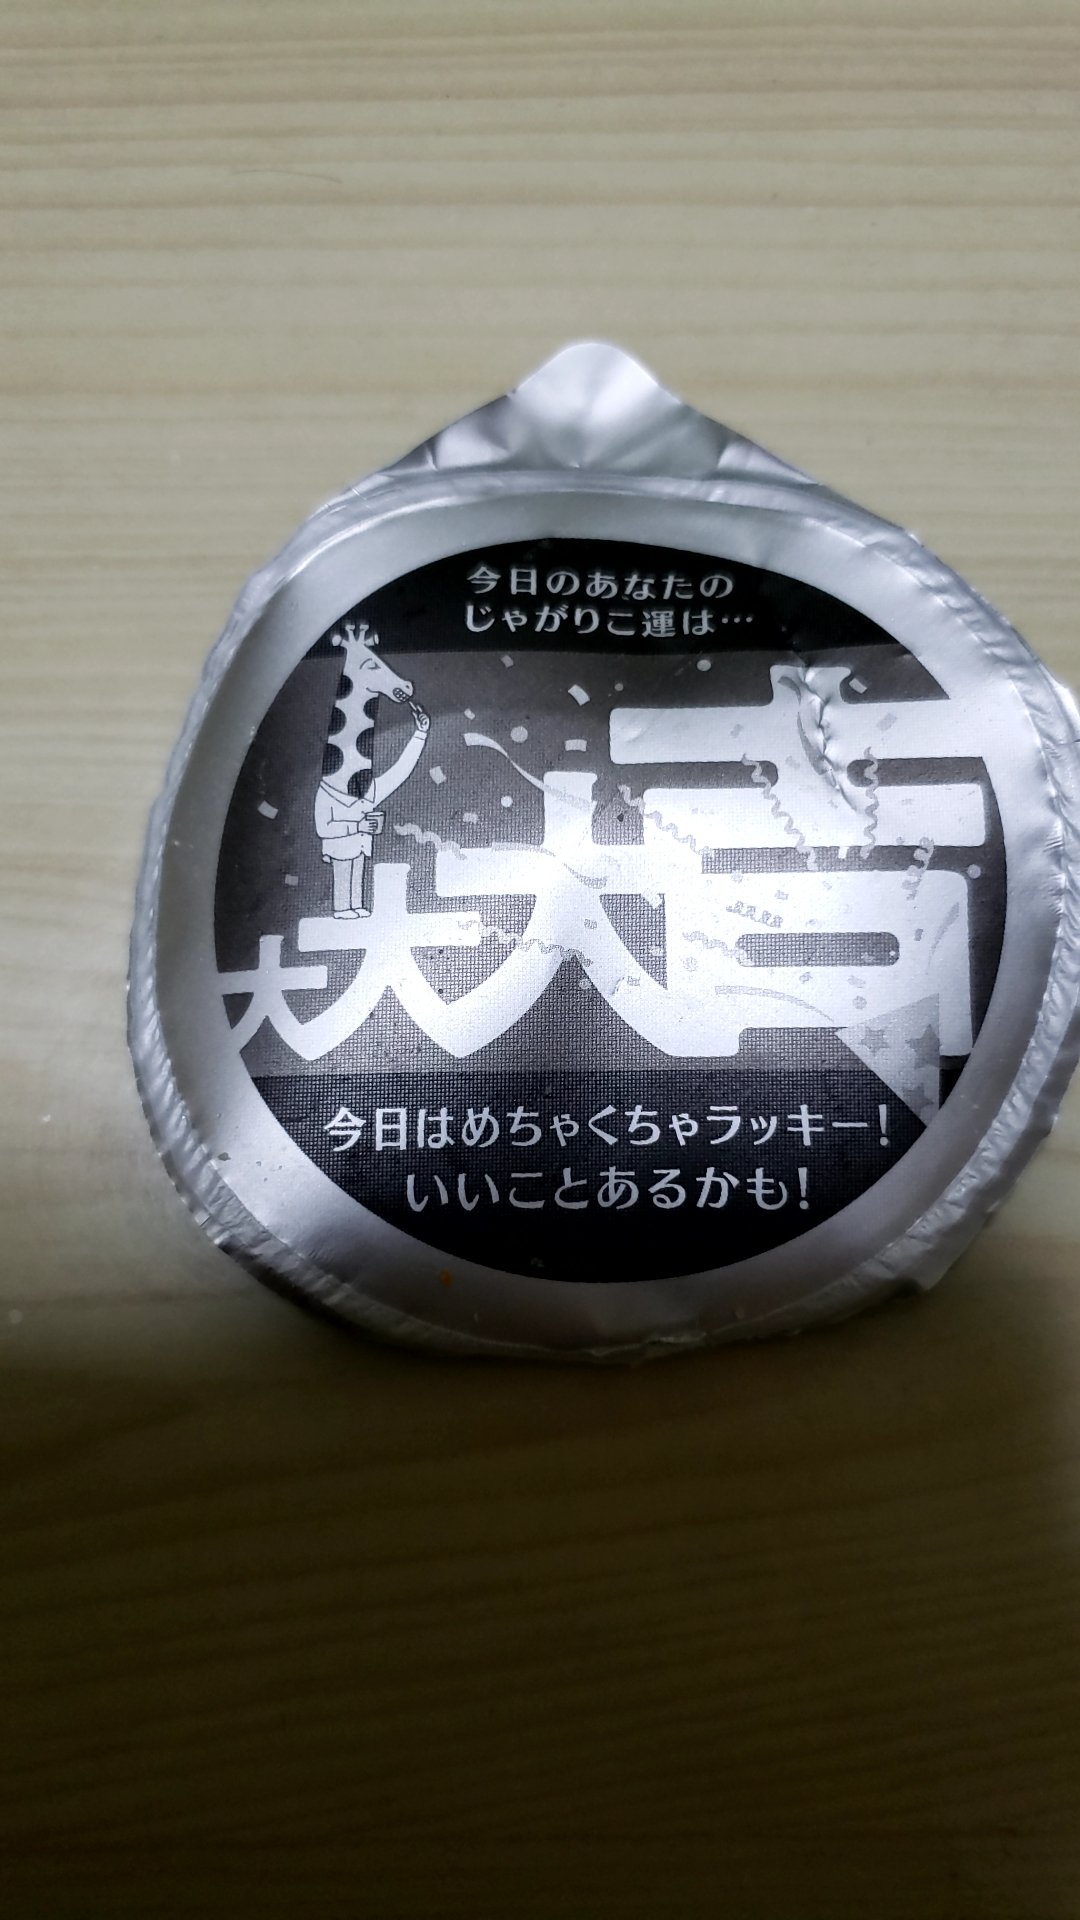 今日のあなたの
じゃがりこ運は…
大大大吉
今日はめちゃくちゃラッキー!
いいことあるかも!